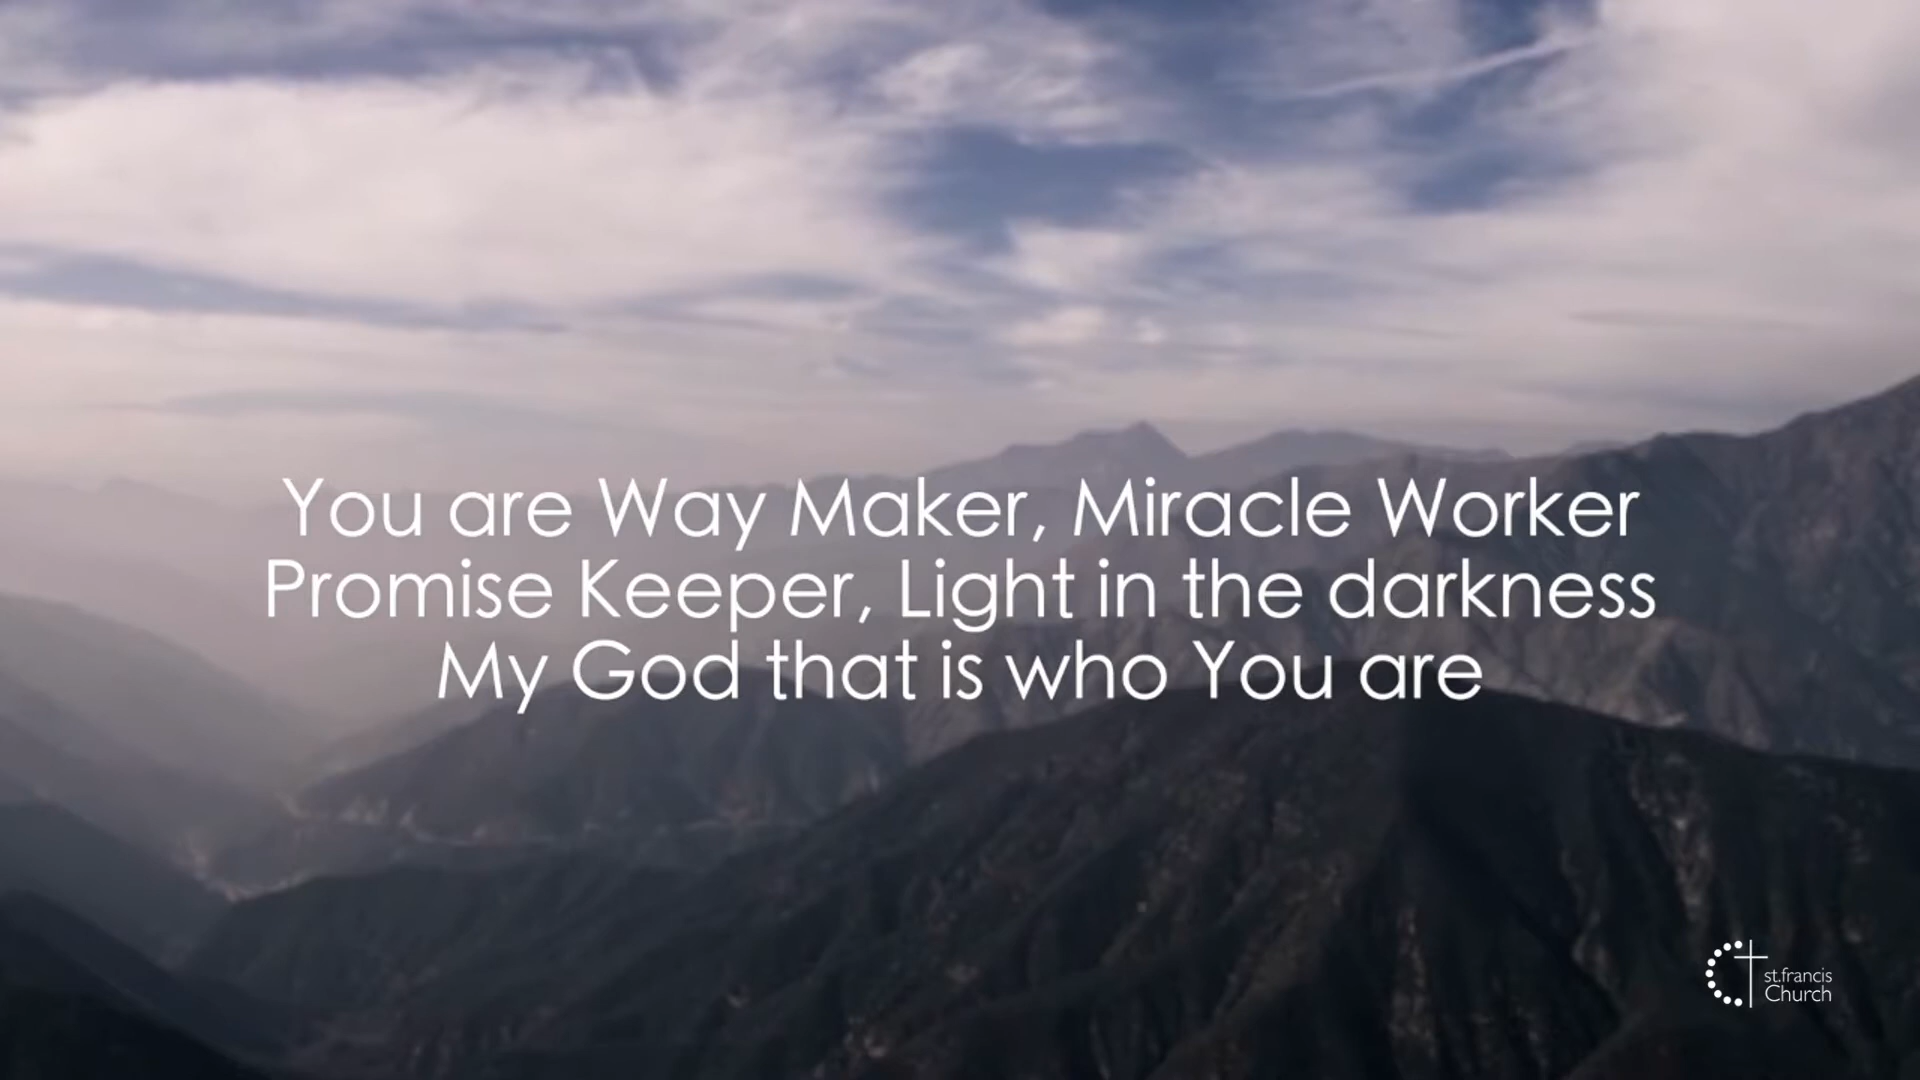 You are Way Maker, Miracle Worker
Promise Keeper, Light in the darkness
My God that is who You are
st.francis
Church